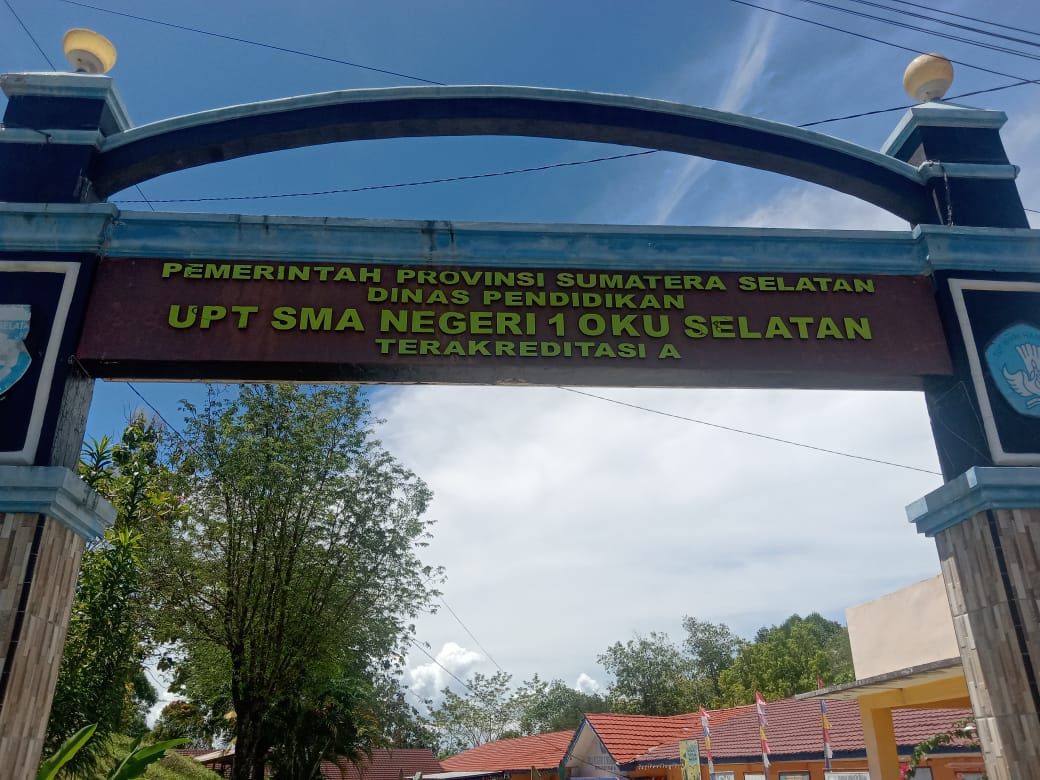 PEMERINTAH PROVINSI SUMATERA SELATAN
DINAS PENDIDIKAN
UPT SMA NEGERI 1 OKU SELATAN
TERAKREDITASI A